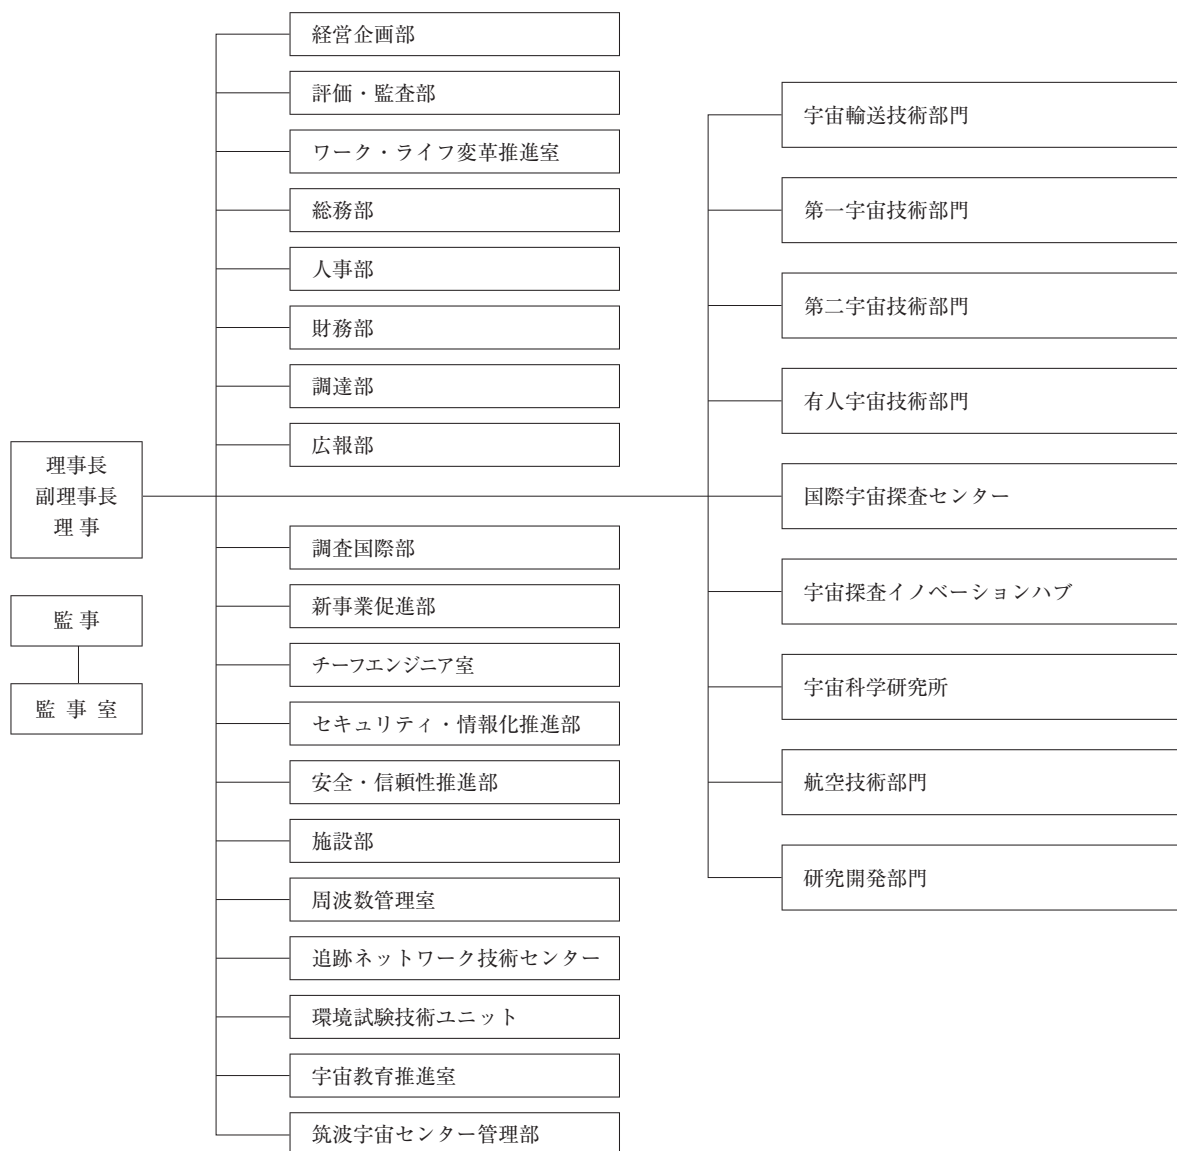 理事長
副理事長
理 事
監 事
監 事 室
経営企画部
評価・監査部
ワーク・ライフ変革推進室
総務部
人事部
財務部
調達部
広報部
調査国際部
新事業促進部
チーフエンジニア室
セキュリティ・情報化推進部
安全・信頼性推進部
施設部
周波数管理室
追跡ネットワーク技術センター
環境試験技術ユニット
宇宙教育推進室
筑波宇宙センター管理部
宇宙輸送技術部門
第一宇宙技術部門
第二宇宙技術部門
有人宇宙技術部門
国際宇宙探査センター
宇宙探査イノベーションハブ
宇宙科学研究所
航空技術部門
研究開発部門